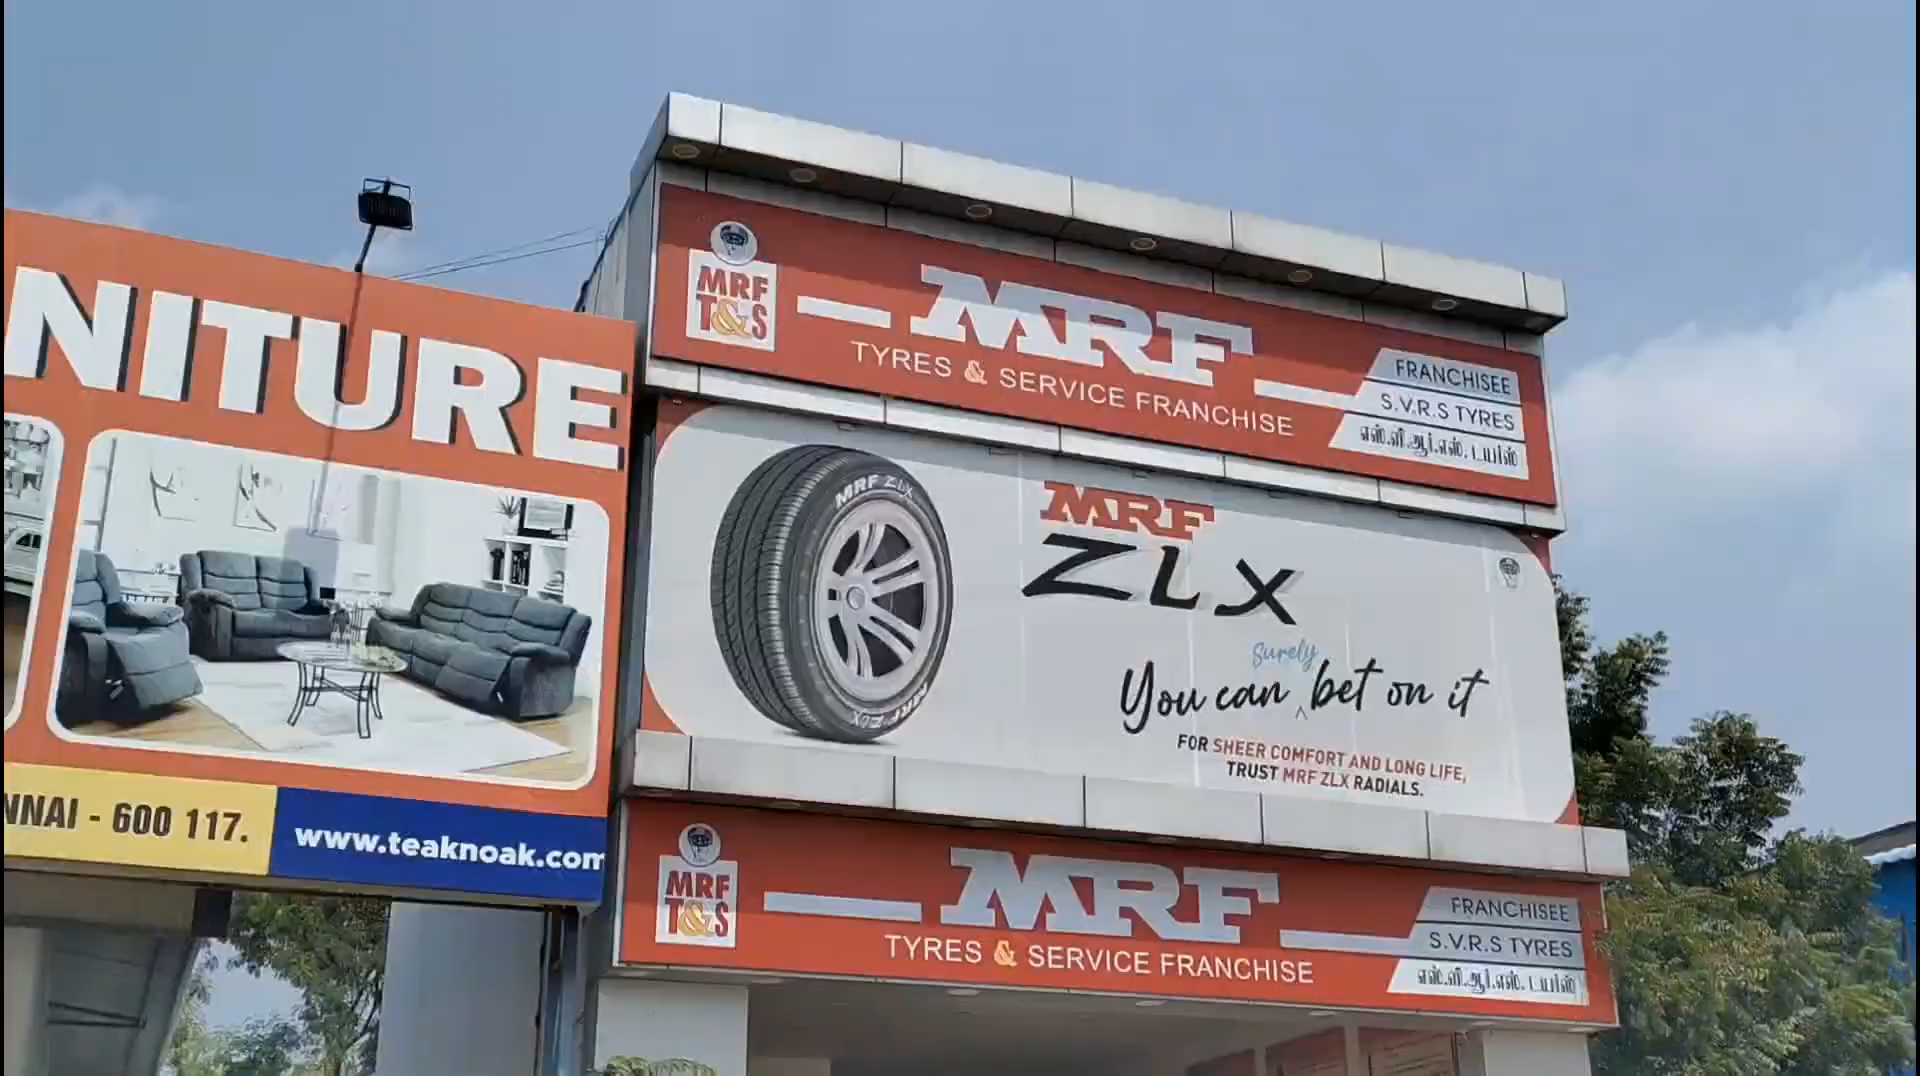 NITURE
NNAI - 600 117.
www.teaknoak.com
MRF
T&S
MRF
TYRES & SERVICE FRANCHISE
FRANCHISEE
S.V.R.S TYRES
எஸ்.வி.ஆர்.எஸ். டயர்ஸ்
MRF ZLX
MRF ZLX
MRF
ZLX
Surely
You can ^ bet on it
FOR SHEER COMFORT AND LONG LIFE,
TRUST MRF ZLX RADIALS.
MRF
T&S
MRF
TYRES & SERVICE FRANCHISE
FRANCHISEE
S.V.R.S TYRES
எஸ்.வி.ஆர்.எஸ். டயர்ஸ்